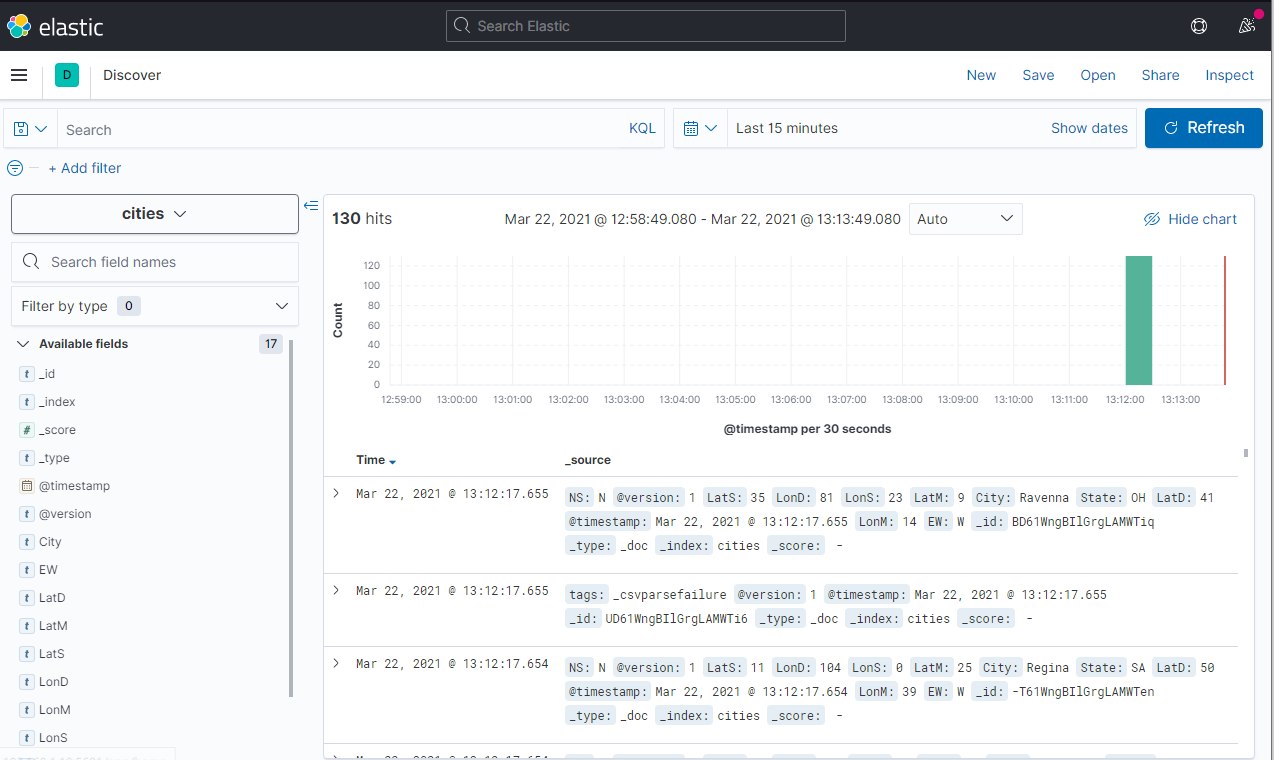 elastic Search Elastic
D Discover New Save Open Share Inspect
Search KQL Last 15 minutes Show dates Refresh
+ Add filter
cities
130 hits Mar 22, 2021 @ 12:58:49.080 - Mar 22, 2021 @ 13:13:49.080 Auto Hide chart
Search field names
Filter by type 0
Available fields 17
t _id
t _index
# _score
t _type
@timestamp
t @version
t City
t EW
t LatD
t LatM
t LatS
t LonD
t LonM
t LonS
Count
120
100
80
60
40
20
0
12:59:00 13:00:00 13:01:00 13:02:00 13:03:00 13:04:00 13:05:00 13:06:00 13:07:00 13:08:00 13:09:00 13:10:00 13:11:00 13:12:00 13:13:00
@timestamp per 30 seconds
Time _source
Mar 22, 2021 @ 13:12:17.655 NS: N @version: 1 LatS: 35 LonD: 81 LonS: 23 LatM: 9 City: Ravenna State: OH LatD: 41
@timestamp: Mar 22, 2021 @ 13:12:17.655 LonM: 14 EW: W _id: BD61WngBIlGrgLAMWTiq
_type: _doc _index: cities _score: -
Mar 22, 2021 @ 13:12:17.655 tags: _csvparsefailure @version: 1 @timestamp: Mar 22, 2021 @ 13:12:17.655
_id: UD61WngBIlGrgLAMWTi6 _type: _doc _index: cities _score: -
Mar 22, 2021 @ 13:12:17.654 NS: N @version: 1 LatS: 11 LonD: 104 LonS: 0 LatM: 25 City: Regina State: SA LatD: 50
@timestamp: Mar 22, 2021 @ 13:12:17.654 LonM: 39 EW: W _id: -T61WngBIlGrgLAMWTen
_type: _doc _index: cities _score: -